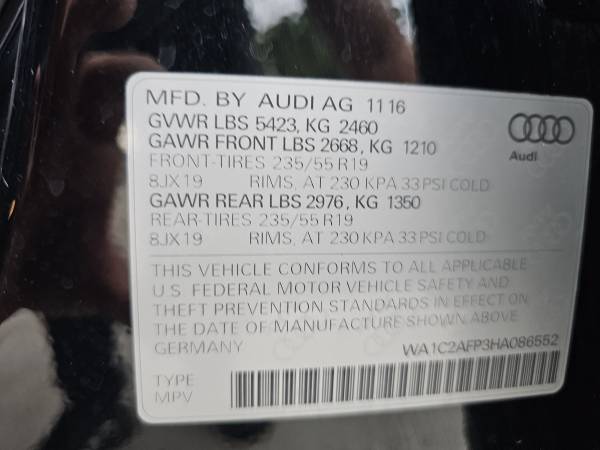 MFD. BY AUDI AG 11 16
GVWR LBS 5423, KG 2460
GAWR FRONT LBS 2668, KG 1210
FRONT-TIRES 235/55 R19
8JX19 RIMS, AT 230 KPA 33 PSI COLD
GAWR REAR LBS 2976, KG 1350
REAR-TIRES 235/55 R19
8JX19 RIMS, AT 230 KPA 33 PSI COLD
Audi
THIS VEHICLE CONFORMS TO ALL APPLICABLE
U.S. FEDERAL MOTOR VEHICLE SAFETY AND
THEFT PREVENTION STANDARDS IN EFFECT ON
THE DATE OF MANUFACTURE SHOWN ABOVE
GERMANY
WA1C2AFP3HA086552
TYPE
MPV